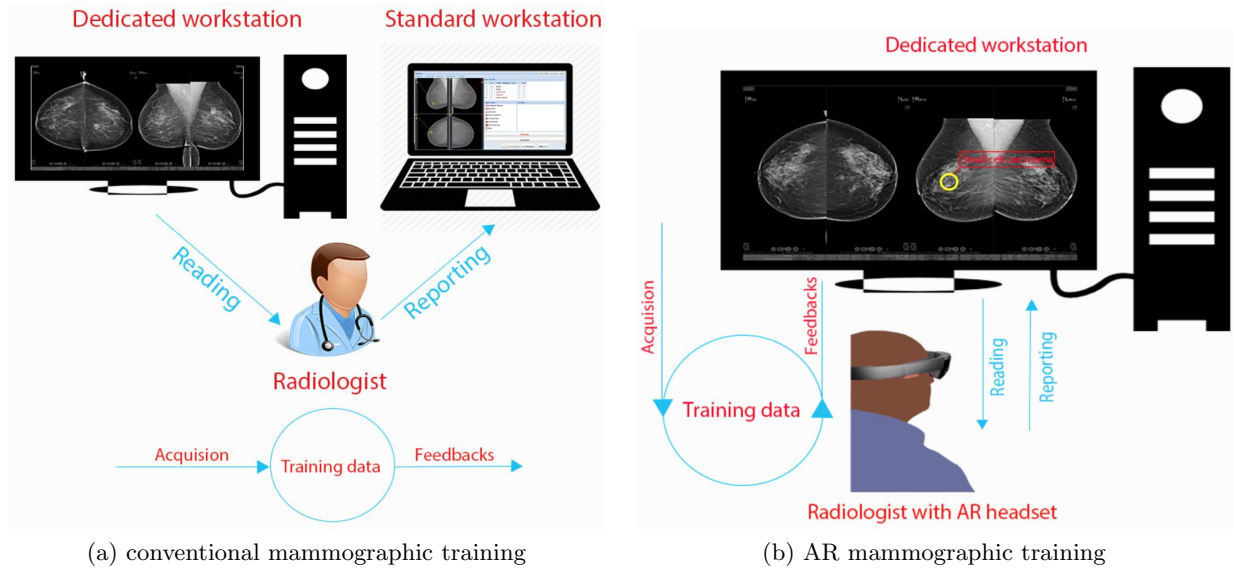 Dedicated workstation
Standard workstation
Reading
Reporting
Radiologist
Acquision
Training data
Feedbacks
(a) conventional mammographic training
Dedicated workstation
Acquision
Feedbacks
Training data
Reading
Reporting
Radiologist with AR headset
(b) AR mammographic training